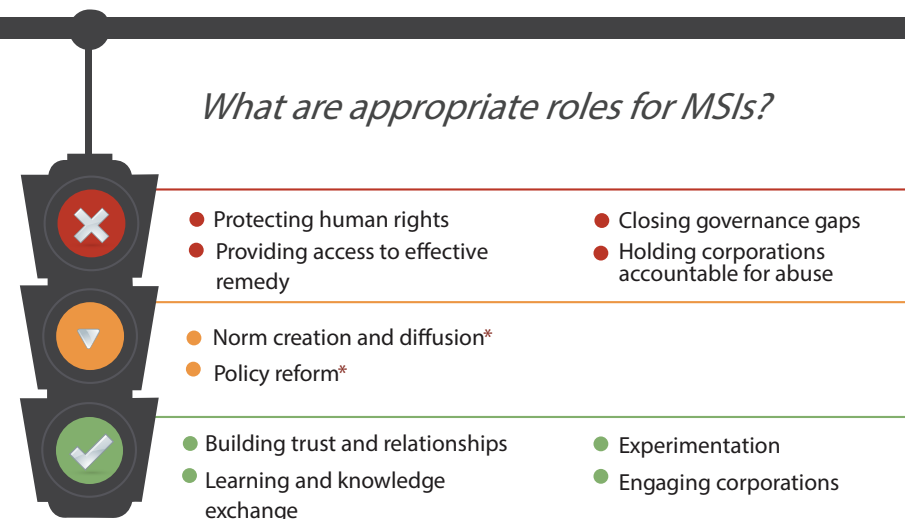 What are appropriate roles for MSIs?
Protecting human rights
Providing access to effective
remedy
Closing governance gaps
Holding corporations
accountable for abuse
Norm creation and diffusion*
Policy reform*
Building trust and relationships
Learning and knowledge
exchange
Experimentation
Engaging corporations